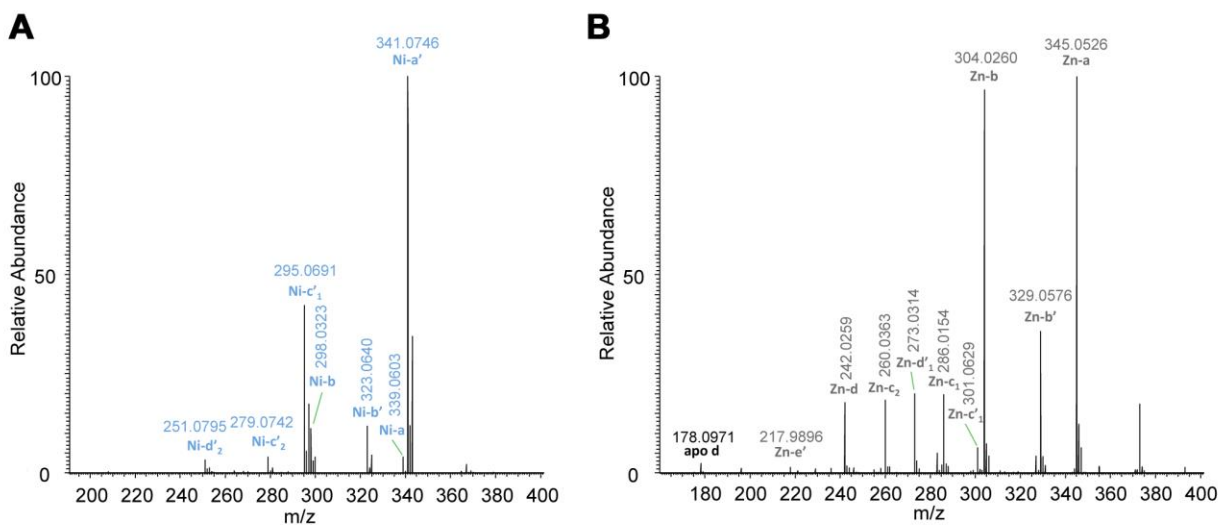 A
B
341.0746
Ni-a'
100
295.0691
Ni-c'1
298.0323
Ni-b
323.0640
Ni-b'
339.0603
Ni-a
279.0742
Ni-c'2
251.0795
Ni-d'2
50
0
Relative Abundance
200 220 240 260 280 300 320 340 360 380 400
m/z
304.0260
Zn-b
345.0526
Zn-a
100
329.0576
Zn-b'
242.0259
Zn-d
260.0363
Zn-c2
273.0314
Zn-d'1
286.0154
Zn-c1
301.0629
Zn-c'1
217.9896
Zn-e'
178.0971
apo d
50
0
Relative Abundance
180 200 220 240 260 280 300 320 340 360 380 400
m/z